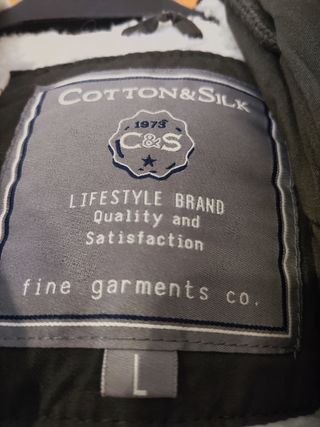 COTTON&SILK
1973
C&S
LIFESTYLE BRAND
Quality and
Satisfaction
fine garments co.
L